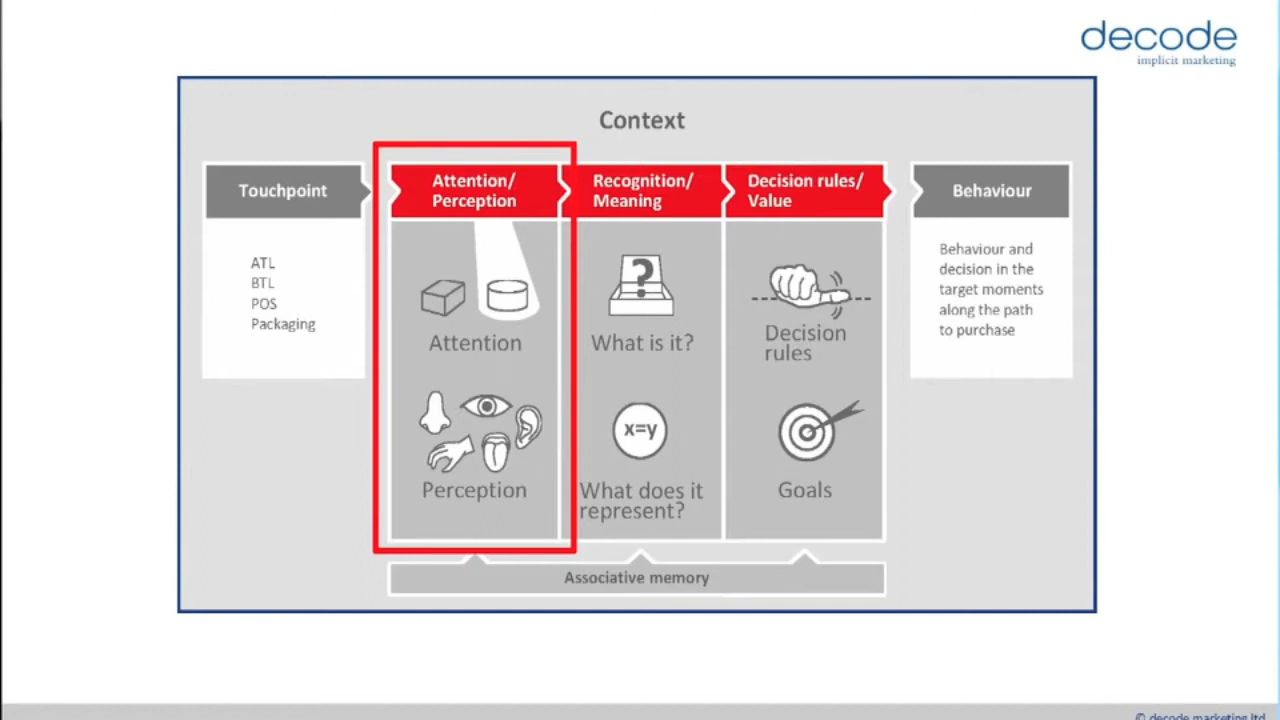 decode
implicit marketing
Context
Touchpoint
ATL
BTL
POS
Packaging
Attention/
Perception
Attention
Perception
Recognition/
Meaning
?
What is it?
x=y
What does it
represent?
Decision rules/
Value
Decision
rules
Goals
Behaviour
Behaviour and
decision in the
target moments
along the path
to purchase
Associative memory
© decode marketing ltd